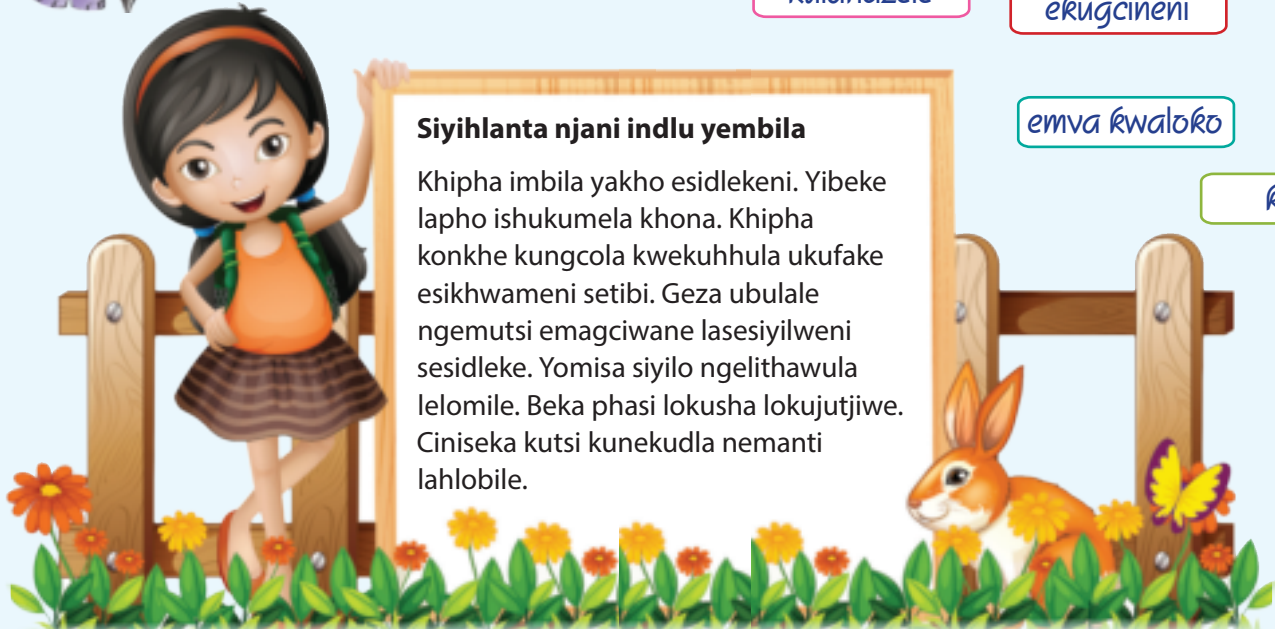 ekugcineni
emva kwaloko
Siyihlanta njani indlu yembila
Khipha imbila yakho esidlekeni. Yibeke
lapho ishukumela khona. Khipha
konkhe kungcola kwekuhhula ukufake
esikhwameni setibi. Geza ubulale
ngemutsi emagciwane lasesiyilweni
sesidleke. Yomisa siyilo ngelithawula
lelomile. Beka phasi lokusha lokujutjiwe.
Ciniseka kutsi kunekudla nemanti
lahlobile.